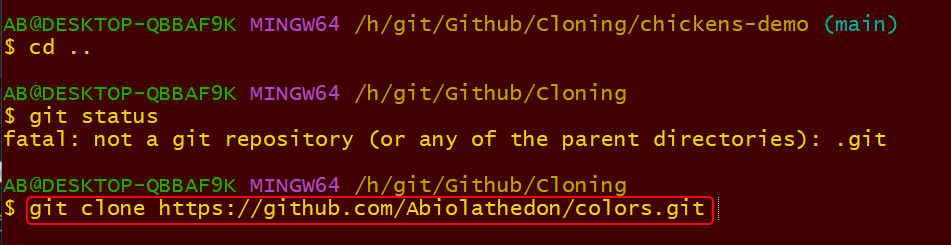 AB@DESKTOP-QBBAF9K MINGW64 /h/git/Github/Cloning/chickens-demo (main)
$ cd ..
AB@DESKTOP-QBBAF9K MINGW64 /h/git/Github/Cloning
$ git status
fatal: not a git repository (or any of the parent directories): .git
AB@DESKTOP-QBBAF9K MINGW64 /h/git/Github/Cloning
$ git clone https://github.com/Abiolathedon/colors.git